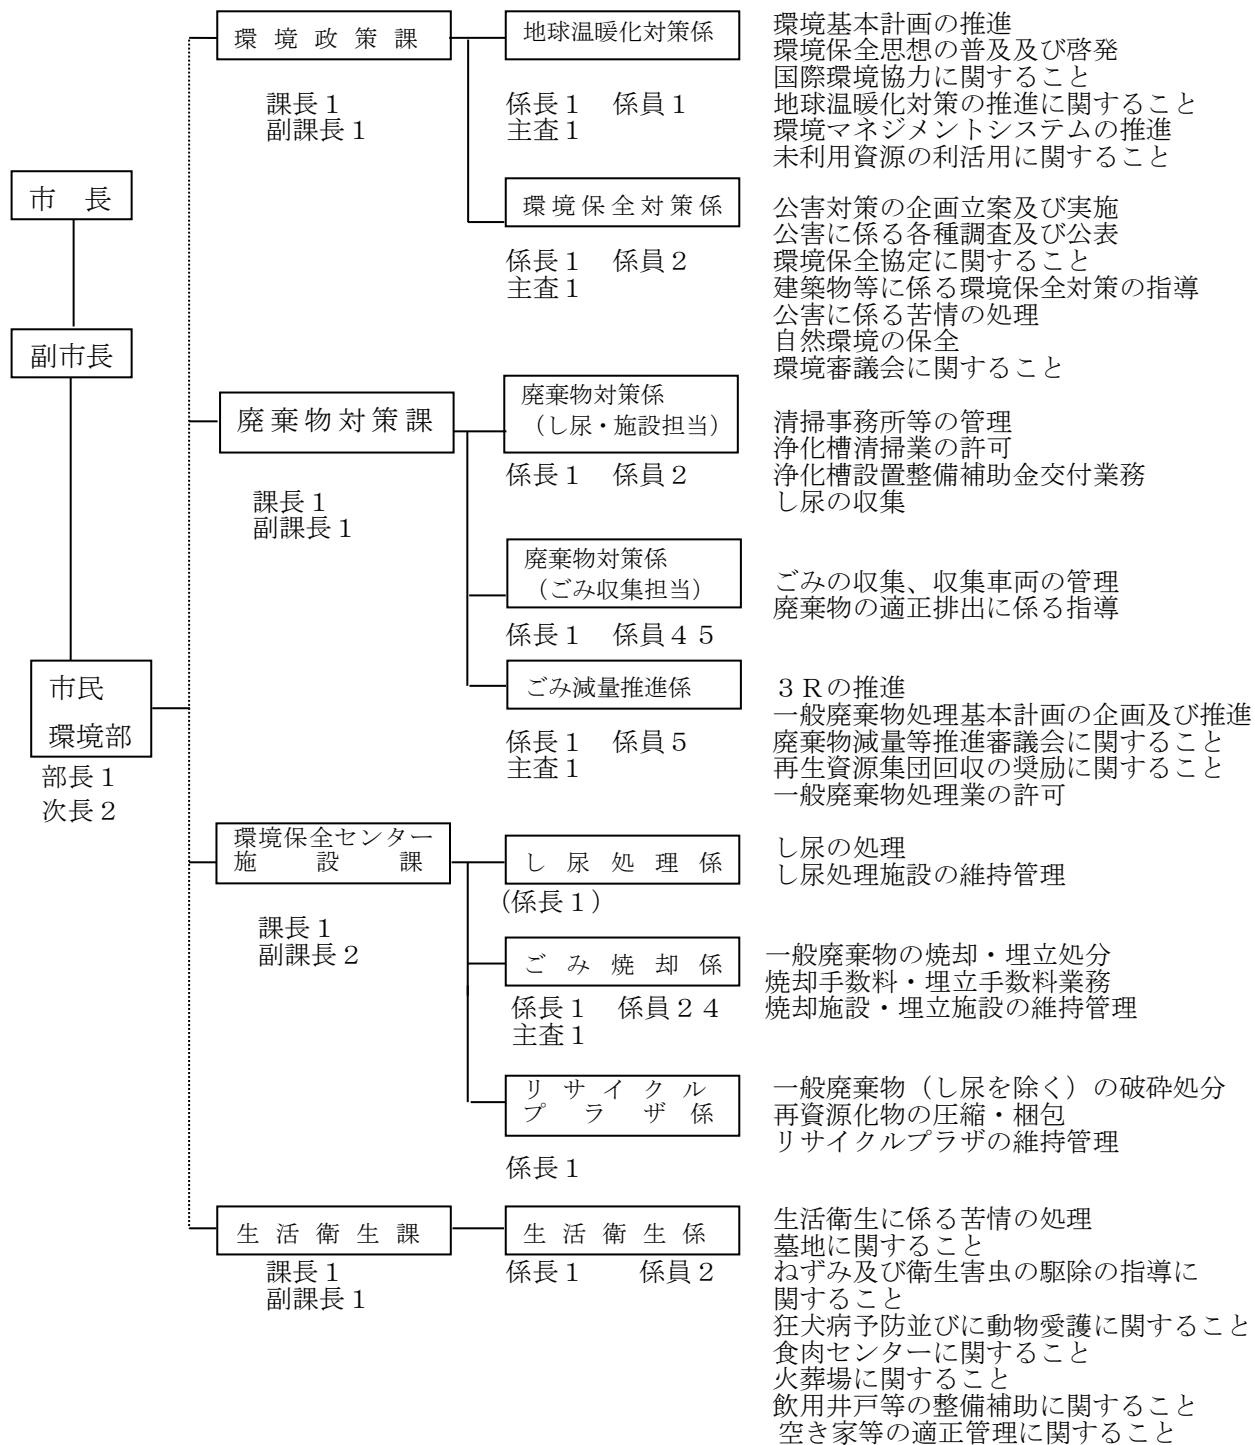 市　長
副市長
市民
環境部
部長１
次長２
環境政策課
課長１
副課長１
地球温暖化対策係
係長１　係員１
主査１
環境基本計画の推進
環境保全思想の普及及び啓発
国際環境協力に関すること
地球温暖化対策の推進に関すること
環境マネジメントシステムの推進
未利用資源の利活用に関すること
環境保全対策係
係長１　係員２
主査１
公害対策の企画立案及び実施
公害に係る各種調査及び公表
環境保全協定に関すること
建築物等に係る環境保全対策の指導
公害に係る苦情の処理
自然環境の保全
環境審議会に関すること
廃棄物対策課
課長１
副課長１
廃棄物対策係
（し尿・施設担当）
係長１　係員２
清掃事務所等の管理
浄化槽清掃業の許可
浄化槽設置整備補助金交付業務
し尿の収集
廃棄物対策係
（ごみ収集担当）
係長１　係員４５
ごみの収集、収集車両の管理
廃棄物の適正排出に係る指導
ごみ減量推進係
係長１　係員５
主査１
３Ｒの推進
一般廃棄物処理基本計画の企画及び推進
廃棄物減量等推進審議会に関すること
再生資源集団回収の奨励に関すること
一般廃棄物処理業の許可
環境保全センター
施設課
課長１
副課長２
し尿処理係
(係長１)
し尿の処理
し尿処理施設の維持管理
ごみ焼却係
係長１　係員２４
主査１
一般廃棄物の焼却・埋立処分
焼却手数料・埋立手数料業務
焼却施設・埋立施設の維持管理
リサイクル
プラザ係
係長１
一般廃棄物（し尿を除く）の破砕処分
再資源化物の圧縮・梱包
リサイクルプラザの維持管理
生活衛生課
課長１
副課長１
生活衛生係
係長１　係員２
生活衛生に係る苦情の処理
墓地に関すること
ねずみ及び衛生害虫の駆除の指導に
関すること
狂犬病予防並びに動物愛護に関すること
食肉センターに関すること
火葬場に関すること
飲用井戸等の整備補助に関すること
空き家等の適正管理に関すること